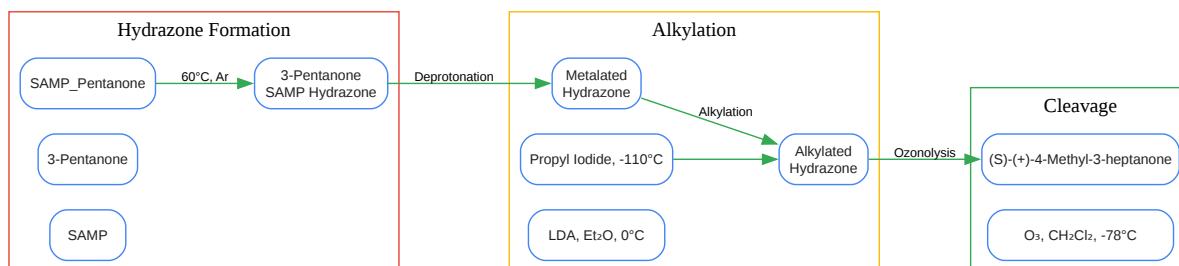 Hydrazone Formation
SAMP_Pentanone
60°C, Ar
3-Pentanone
SAMP Hydrazone
3-Pentanone
SAMP
Deprotonation
Alkylation
Metalated
Hydrazone
Alkylation
Propyl Iodide, -110°C
Alkylated
Hydrazone
LDA, Et₂O, 0°C
Ozonolysis
Cleavage
(S)-(+)-4-Methyl-3-heptanone
O₃, CH₂Cl₂, -78°C